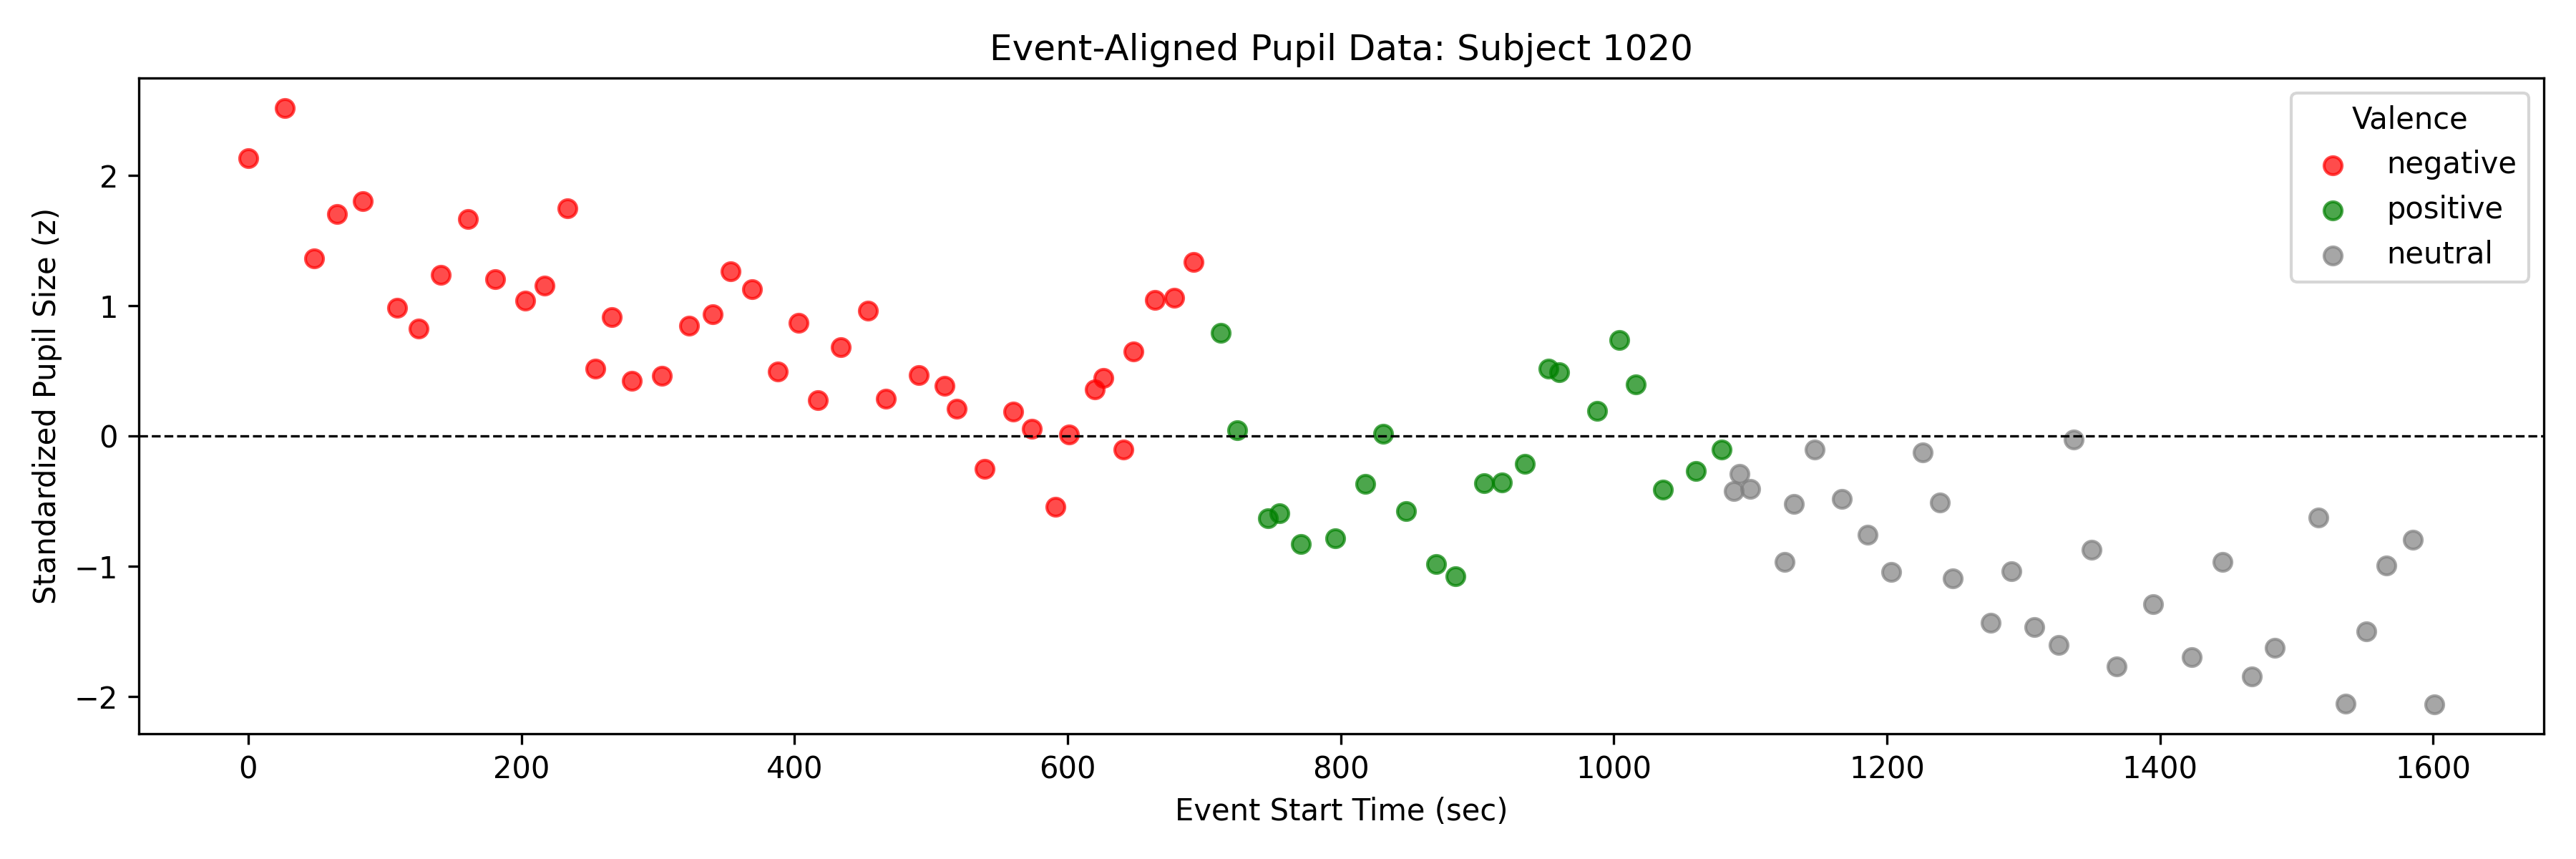 Event-Aligned Pupil Data: Subject 1020
Standardized Pupil Size (z)
2
1
0
−1
−2
Valence
negative
positive
neutral
0 200 400 600 800 1000 1200 1400 1600
Event Start Time (sec)